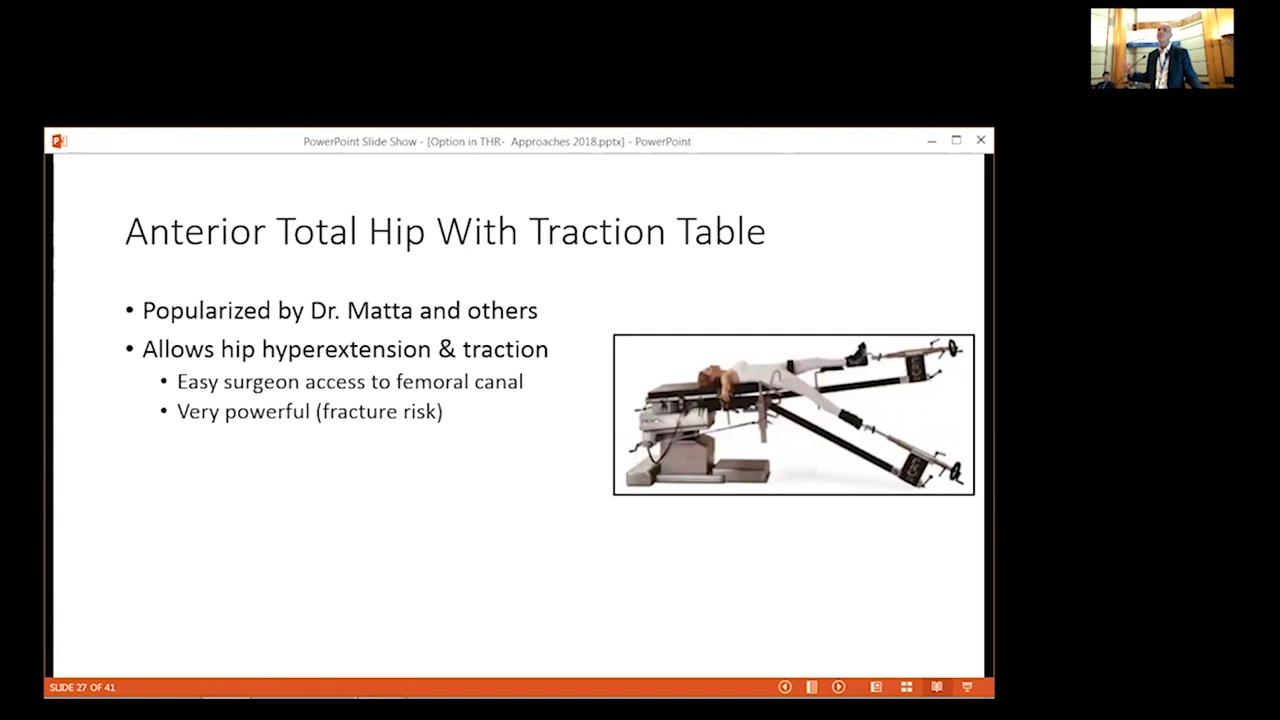 PowerPoint Slide Show - [Option in THR- Approaches 2018.pptx] - PowerPoint
Anterior Total Hip With Traction Table
• Popularized by Dr. Matta and others
• Allows hip hyperextension & traction
• Easy surgeon access to femoral canal
• Very powerful (fracture risk)
SLIDE 27 OF 41